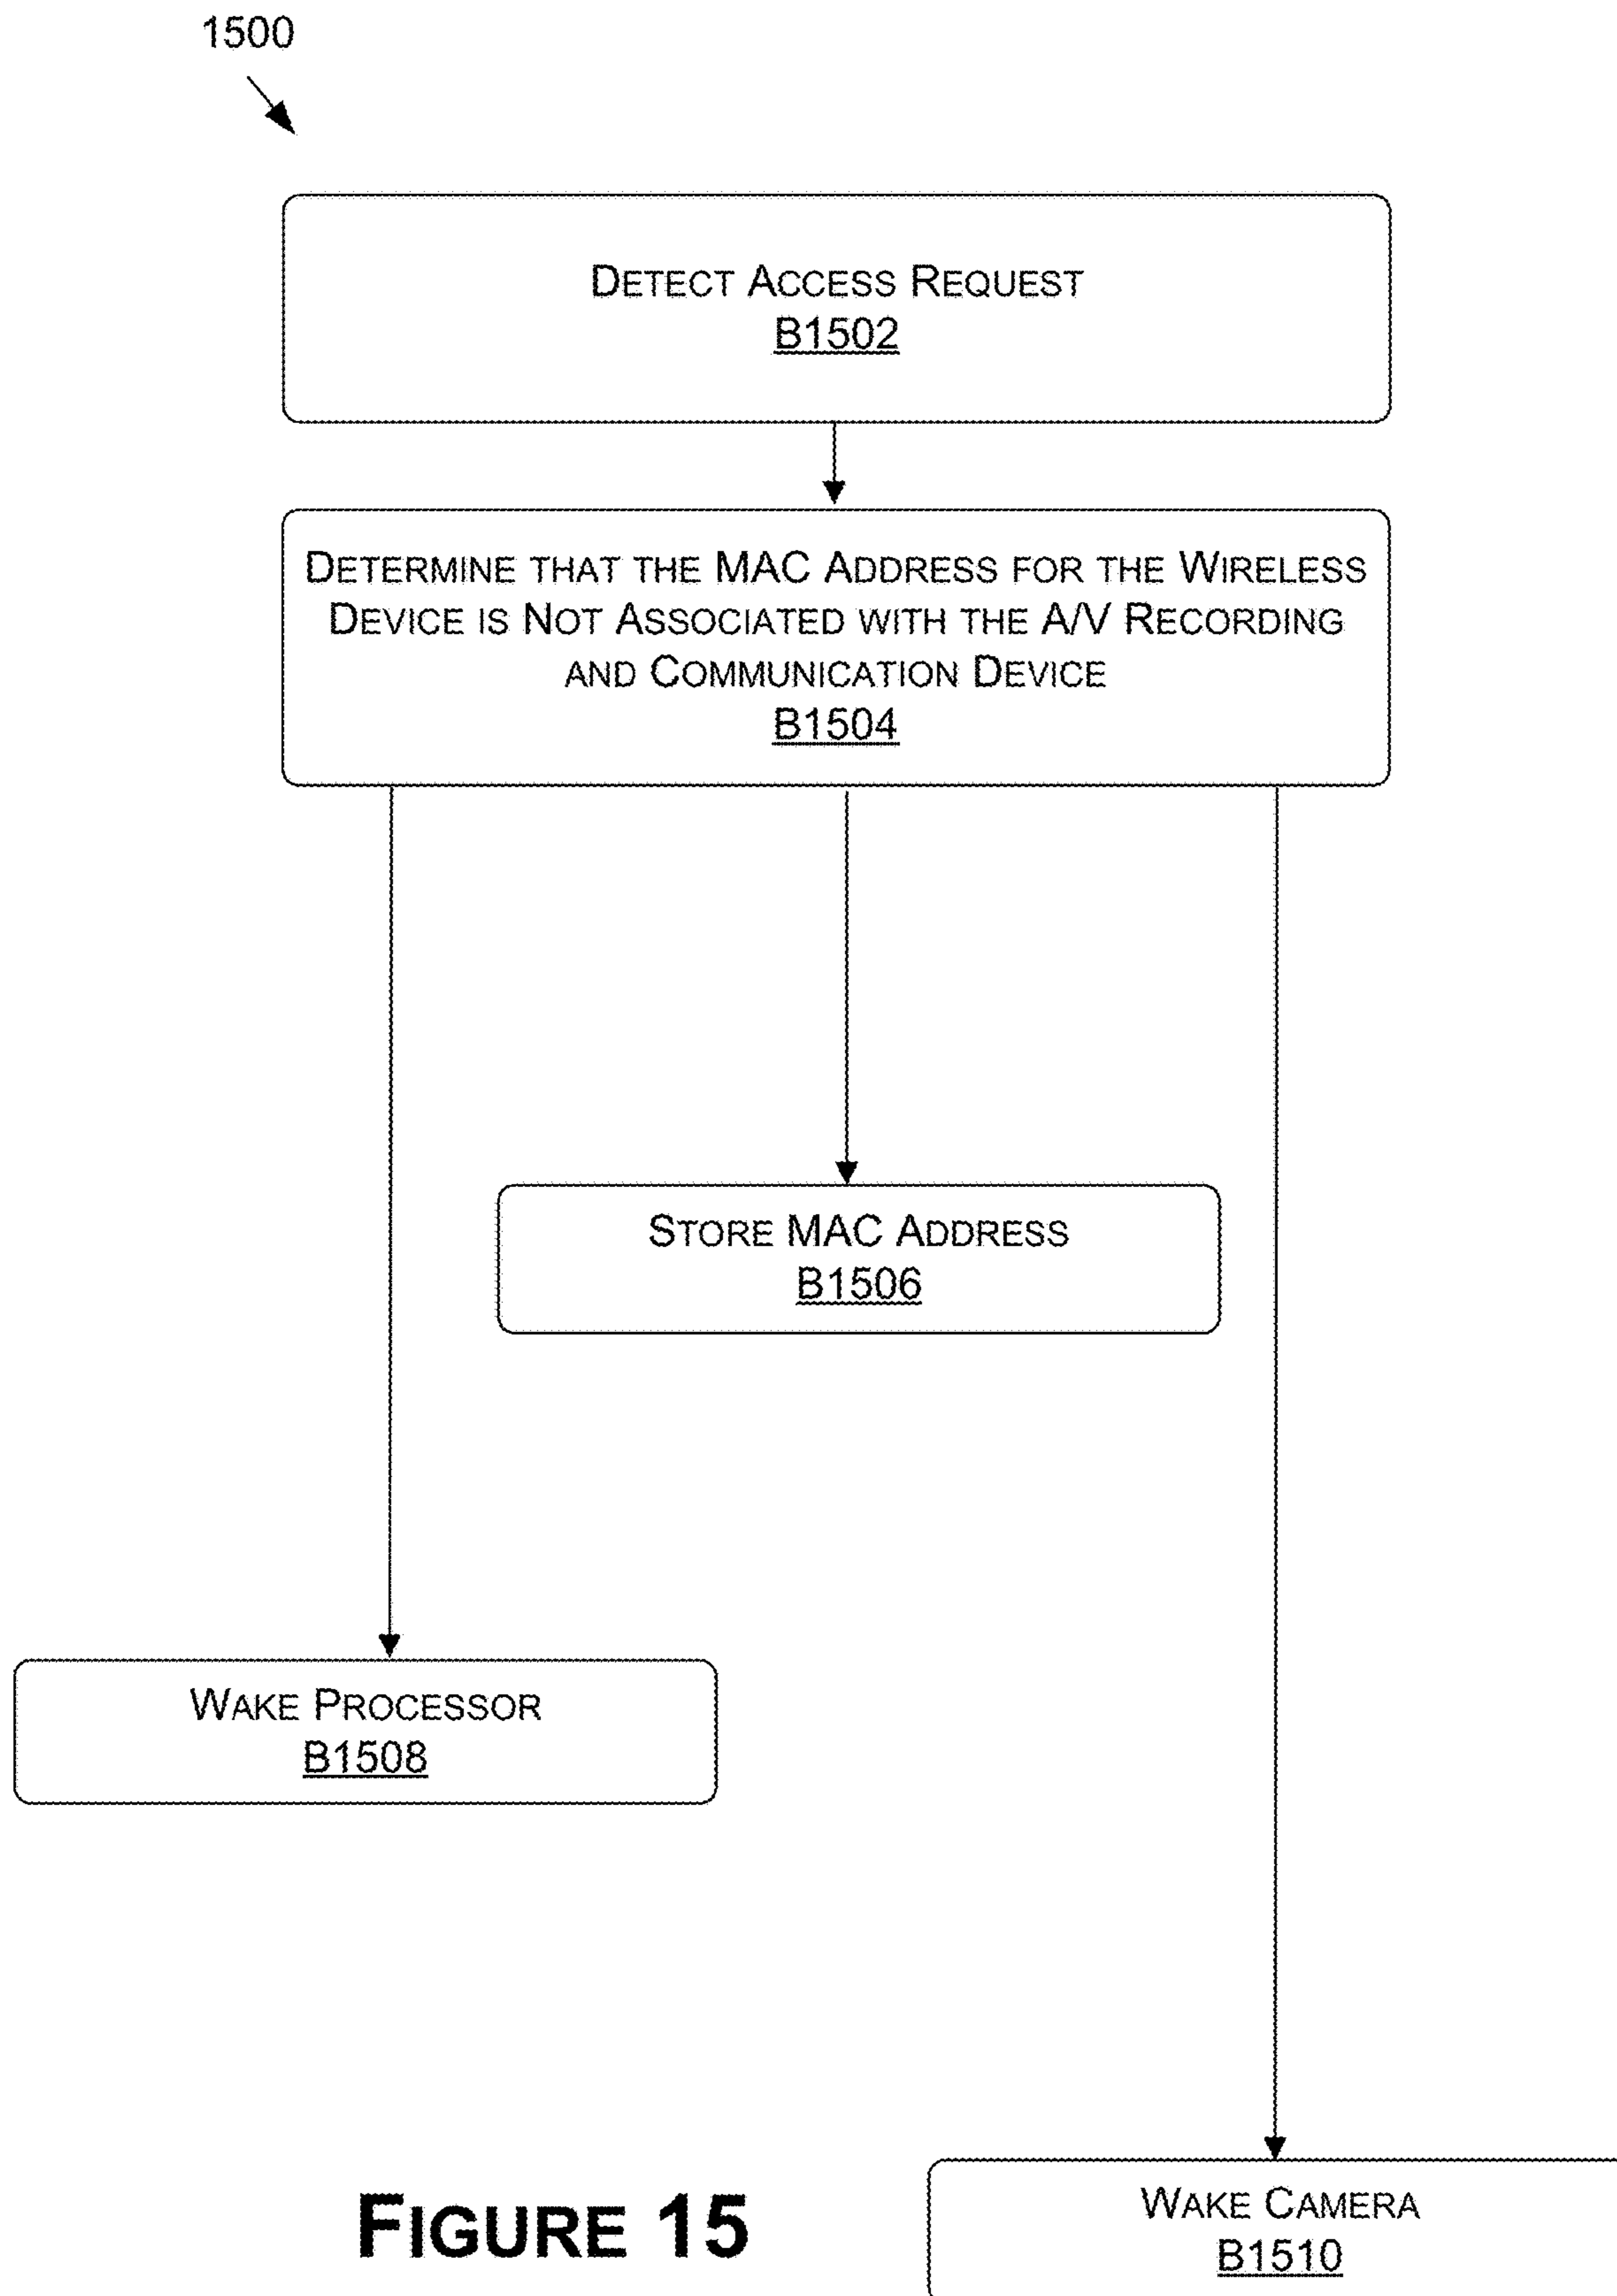 1500
DETECT ACCESS REQUEST
B1502
DETERMINE THAT THE MAC ADDRESS FOR THE WIRELESS
DEVICE IS NOT ASSOCIATED WITH THE A/V RECORDING
AND COMMUNICATION DEVICE
B1504
STORE MAC ADDRESS
B1506
WAKE PROCESSOR
B1508
WAKE CAMERA
B1510
FIGURE 15